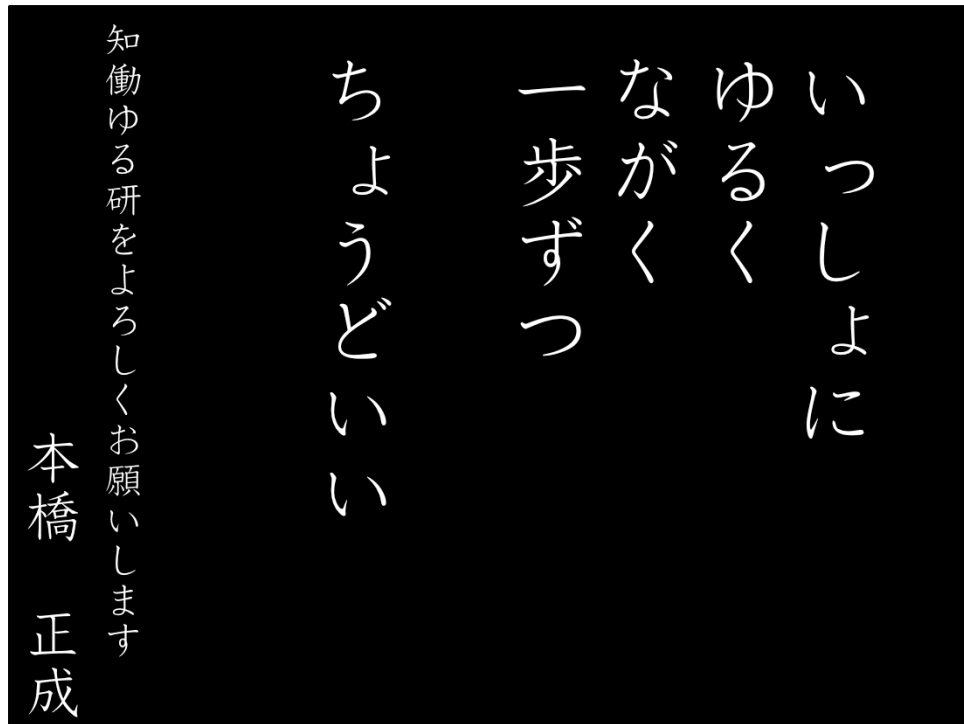 いっしょに
ゆるく
ながく
一歩ずつ
ちょうどいい
知働ゆる研をよろしくお願いします
本橋　正成